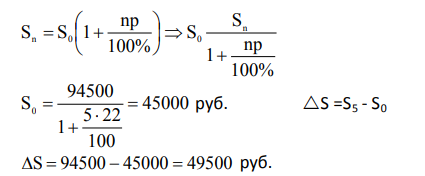 Sₙ = S₀(1 + np/100%) ⇒ S₀ Sₙ/(1 + np/100%)
S₀ = 94500/(1 + 5·22/100) = 45000 руб. △S =S₅ - S₀
ΔS = 94500 − 45000 = 49500 руб.